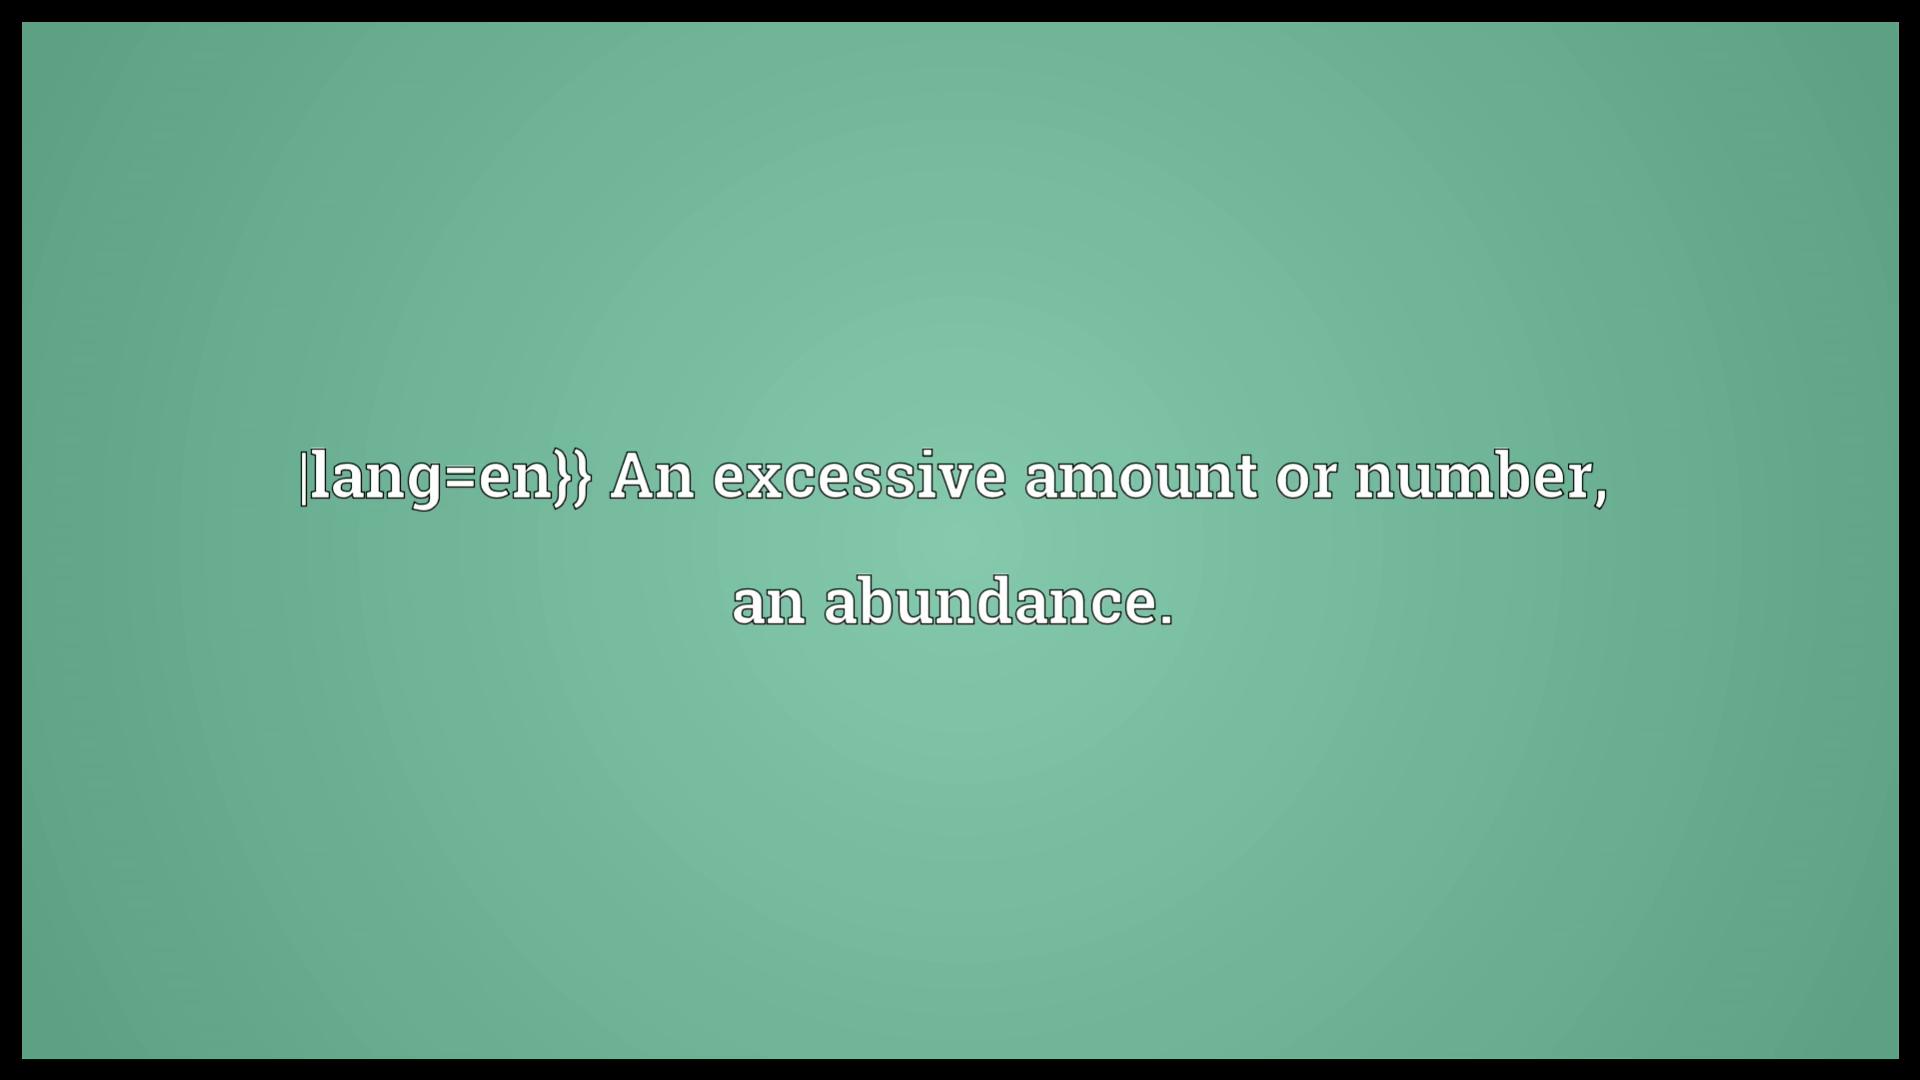 |lang=en}} An excessive amount or number,
an abundance.